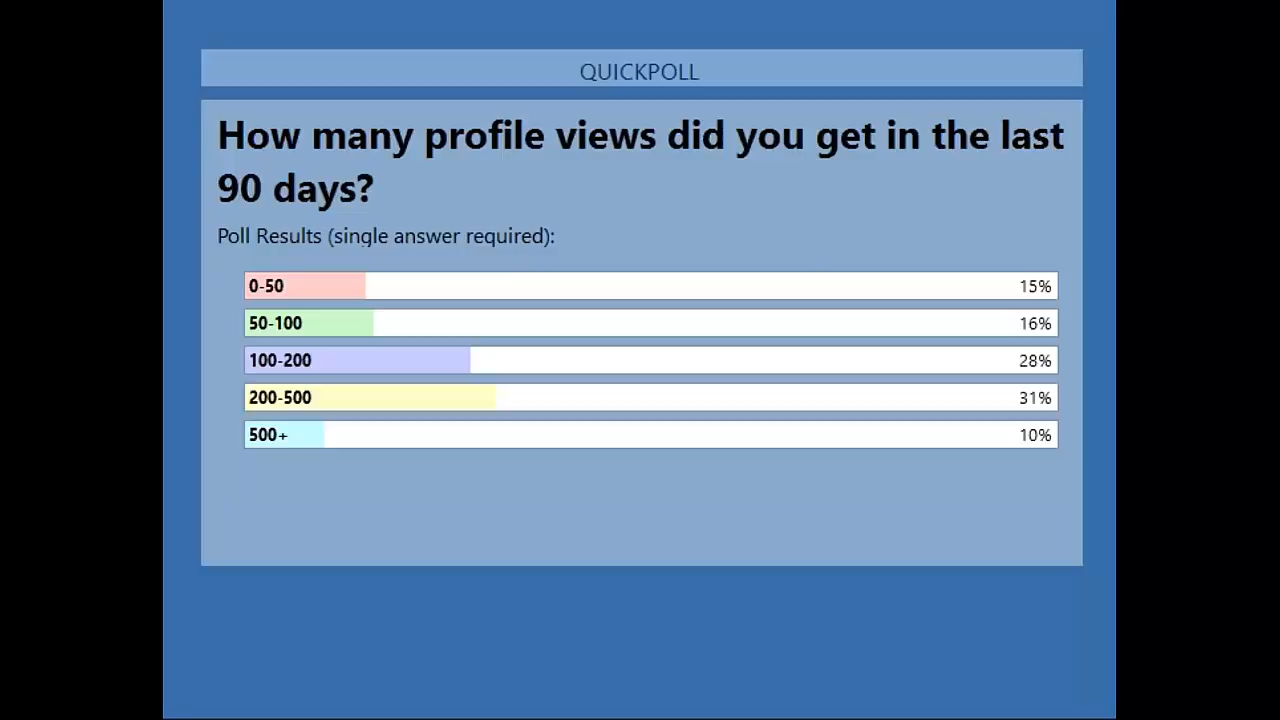 QUICKPOLL
How many profile views did you get in the last
90 days?
Poll Results (single answer required):
0-50 15%
50-100 16%
100-200 28%
200-500 31%
500+ 10%